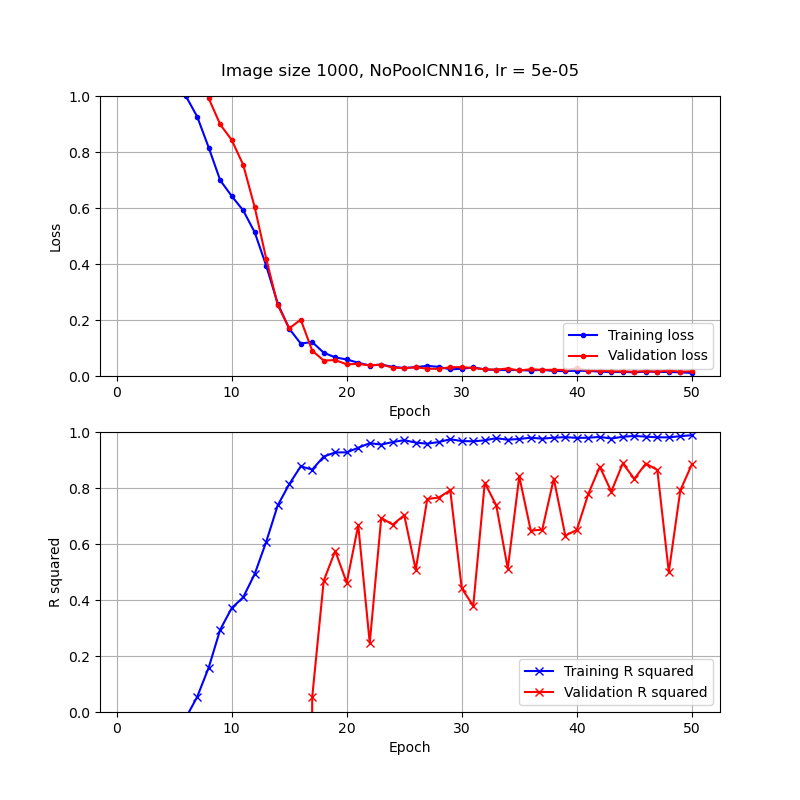 Image size 1000, NoPoolCNN16, lr = 5e-05
1.0
0.8
0.6
0.4
0.2
0.0
Loss
Training loss
Validation loss
0 10 20 30 40 50
Epoch
1.0
0.8
0.6
0.4
0.2
0.0
R squared
Training R squared
Validation R squared
0 10 20 30 40 50
Epoch